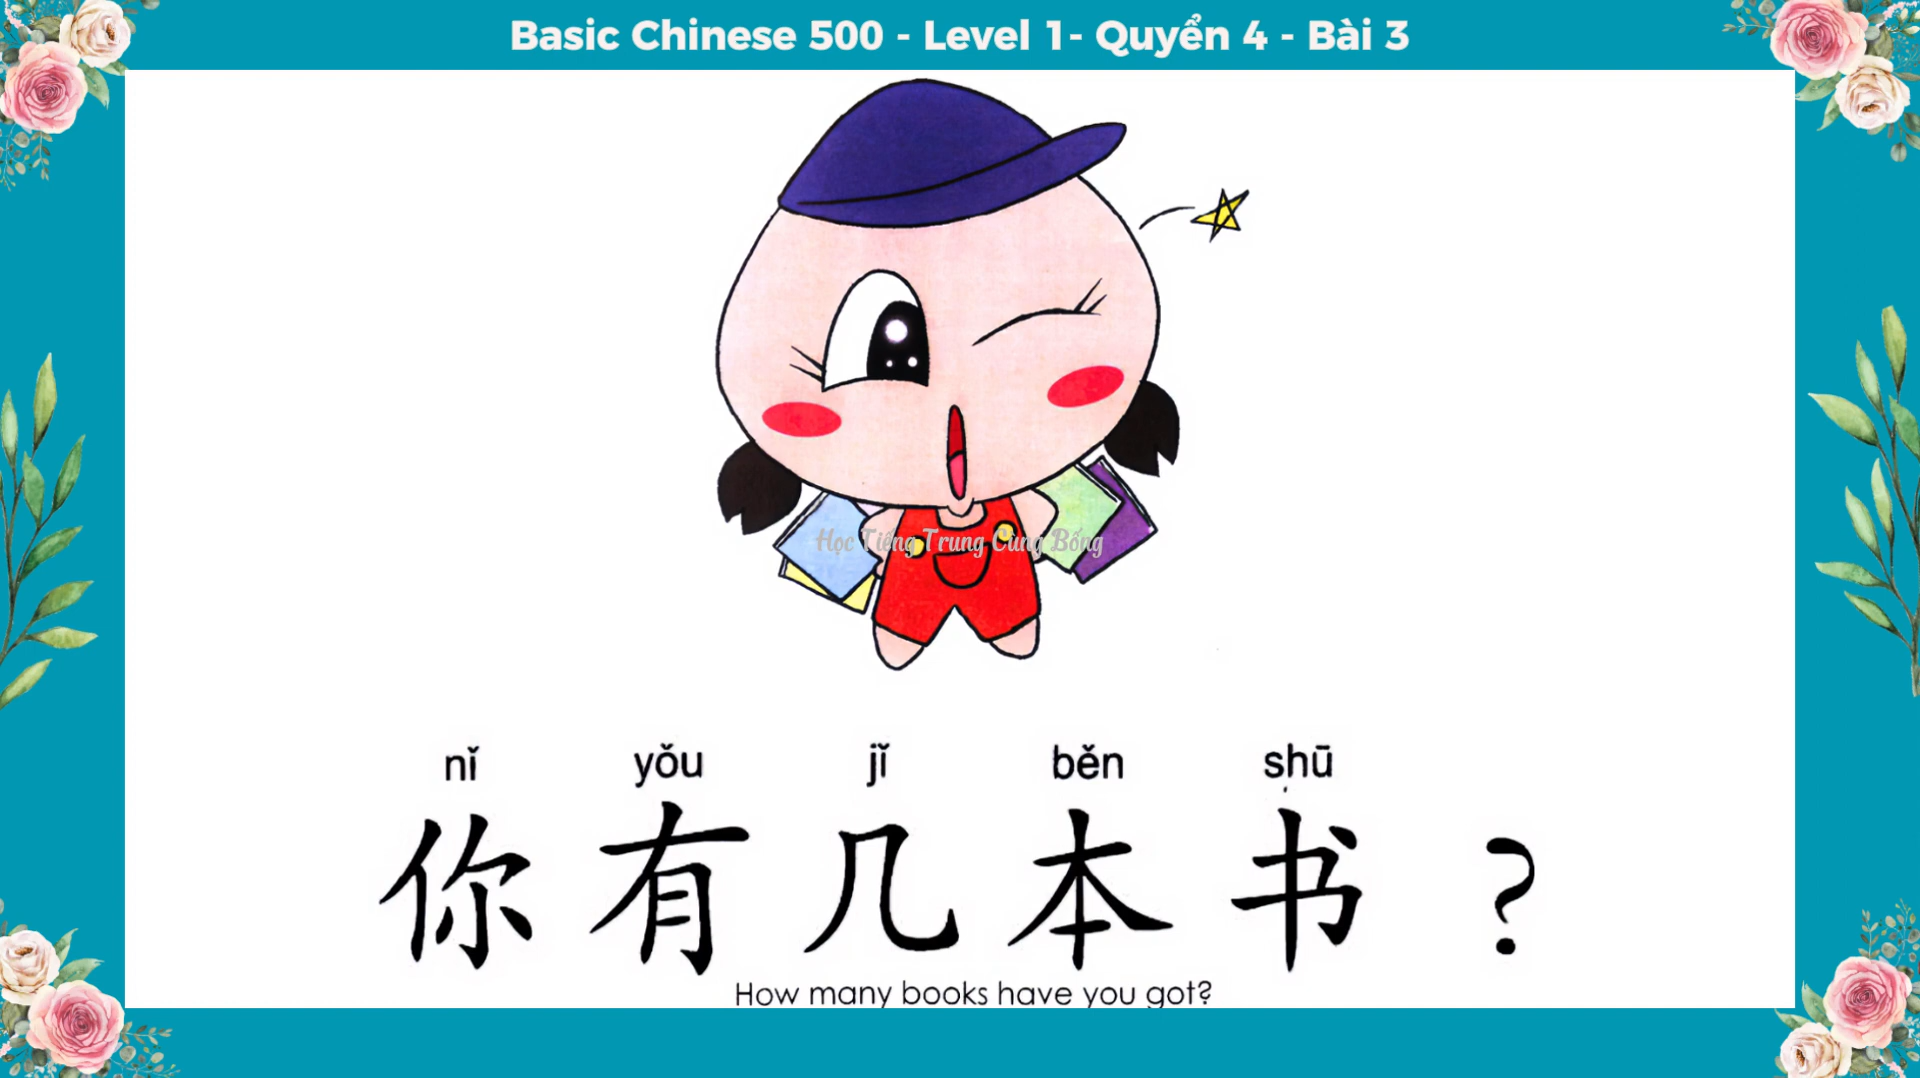 Basic Chinese 500 - Level 1- Quyển 4 - Bài 3
Học Tiếng Trung Cùng Bống
nǐ yǒu jǐ běn shū
你有几本书？
How many books have you got?